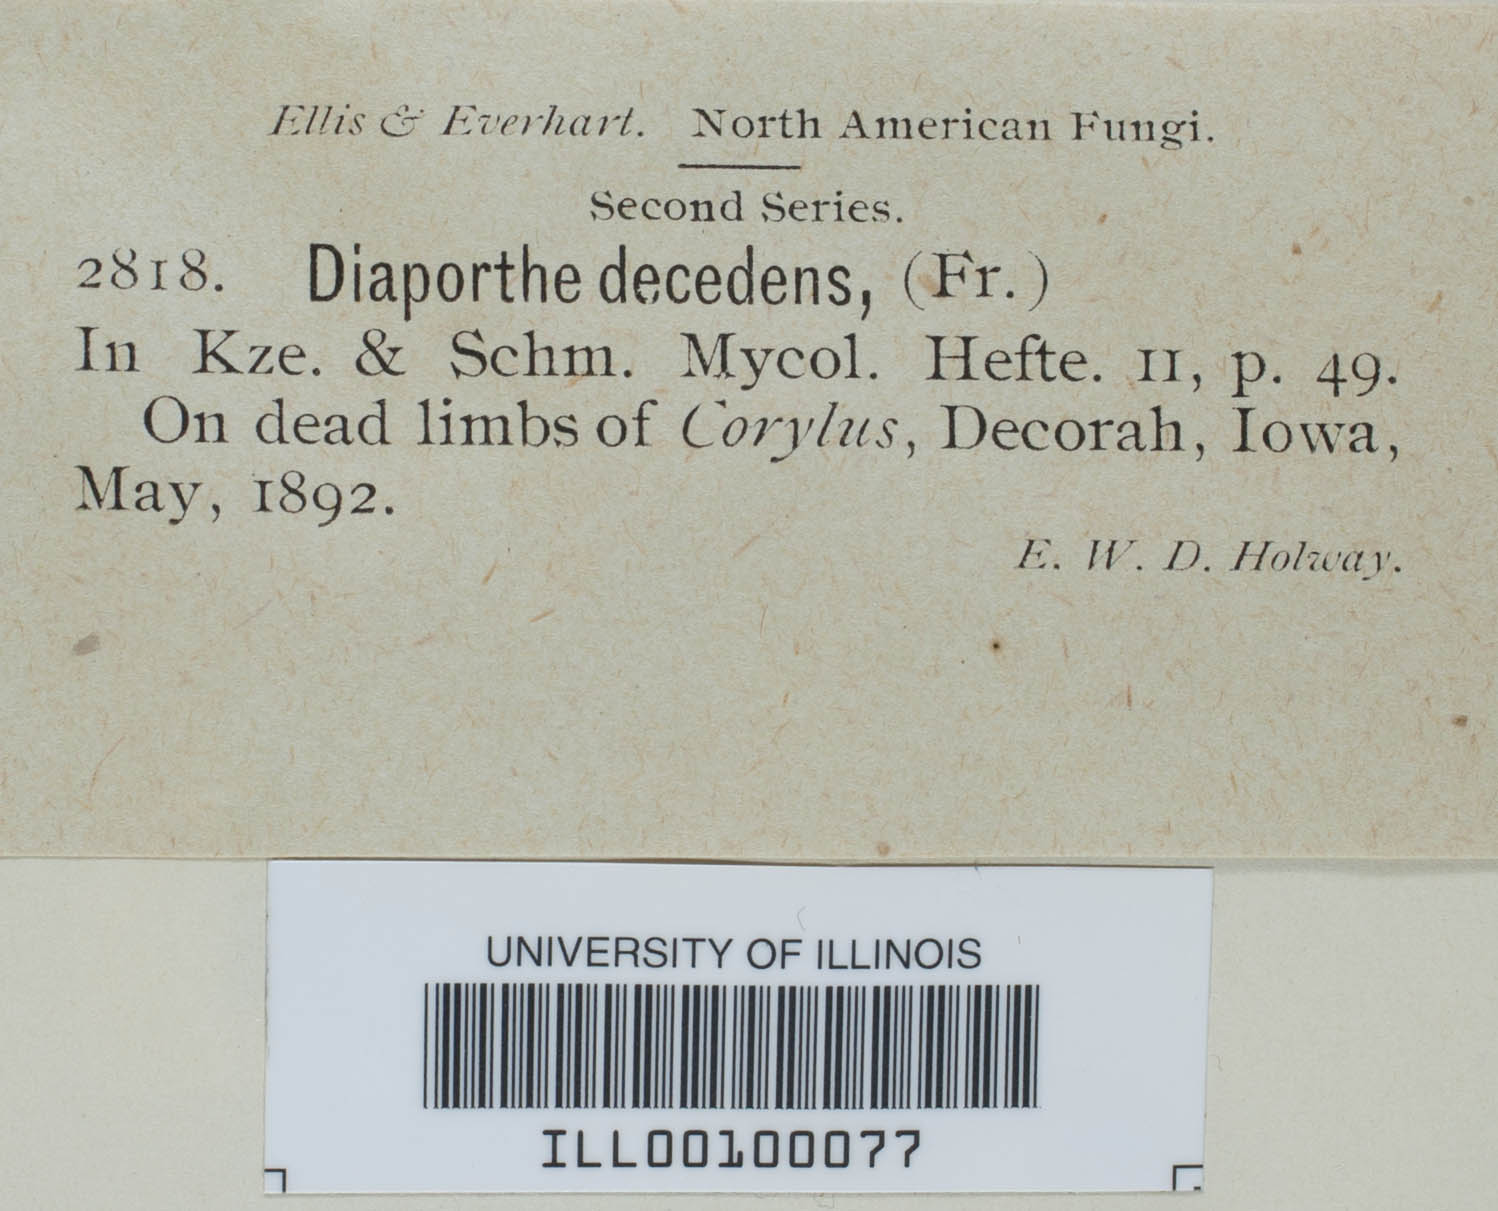 Ellis & Everhart. North American Fungi.
Second Series.
2818. Diaporthe decedens, (Fr.)
In Kze. & Schm. Mycol. Hefte. II, p. 49.
On dead limbs of Corylus, Decorah, Iowa,
May, 1892.
E. W. D. Holway.
UNIVERSITY OF ILLINOIS
ILL00100077